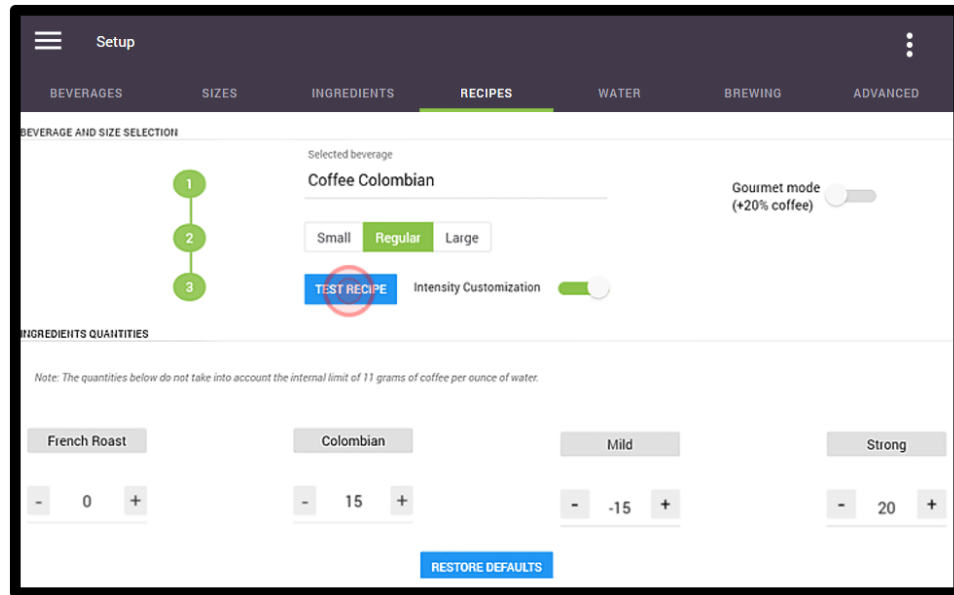 Setup
BEVERAGES SIZES INGREDIENTS RECIPES WATER BREWING ADVANCED
BEVERAGE AND SIZE SELECTION
Selected beverage
1 Coffee Colombian
Gourmet mode
(+20% coffee)
2 Small Regular Large
3 TEST RECIPE Intensity Customization
INGREDIENTS QUANTITIES
Note: The quantities below do not take into account the internal limit of 11 grams of coffee per ounce of water.
French Roast Colombian Mild Strong
- 0 + - 15 + - -15 + - 20 +
RESTORE DEFAULTS